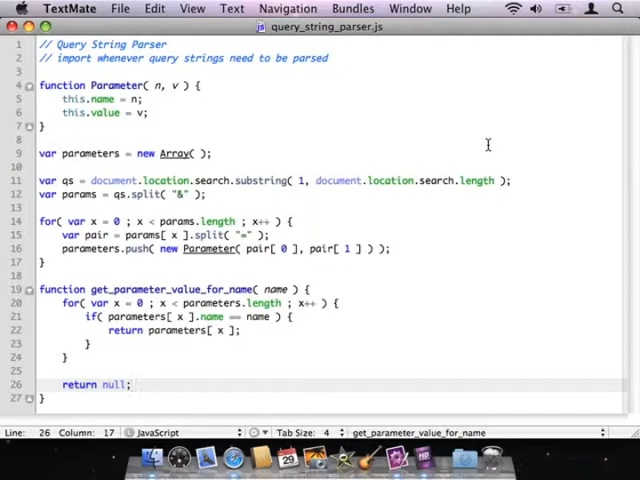 TextMate File Edit View Text Navigation Bundles Window Help
query_string_parser.js
1 // Query String Parser
2 // import whenever query strings need to be parsed
3
4 function Parameter( n, v ) {
5 this.name = n;
6 this.value = v;
7 }
8
9 var parameters = new Array( );
10
11 var qs = document.location.search.substring( 1, document.location.search.length );
12 var params = qs.split( "&" );
13
14 for( var x = 0 ; x < params.length ; x++ ) {
15 var pair = params[ x ].split( "=" );
16 parameters.push( new Parameter( pair[ 0 ], pair[ 1 ] ) );
17 }
18
19 function get_parameter_value_for_name( name ) {
20 for( var x = 0 ; x < parameters.length ; x++ ) {
21 if( parameters[ x ].name == name ) {
22 return parameters[ x ];
23 }
24 }
25
26 return null;
27 }
Line: 26 Column: 17 JavaScript Tab Size: 4 get_parameter_value_for_name
29